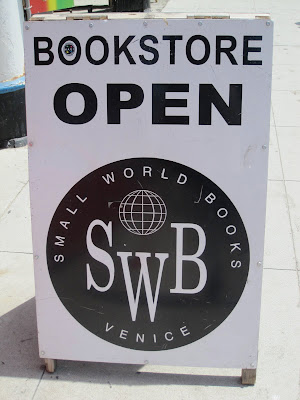 BOOKSTORE
OPEN
SMALL WORLD BOOKS
SWB
VENICE